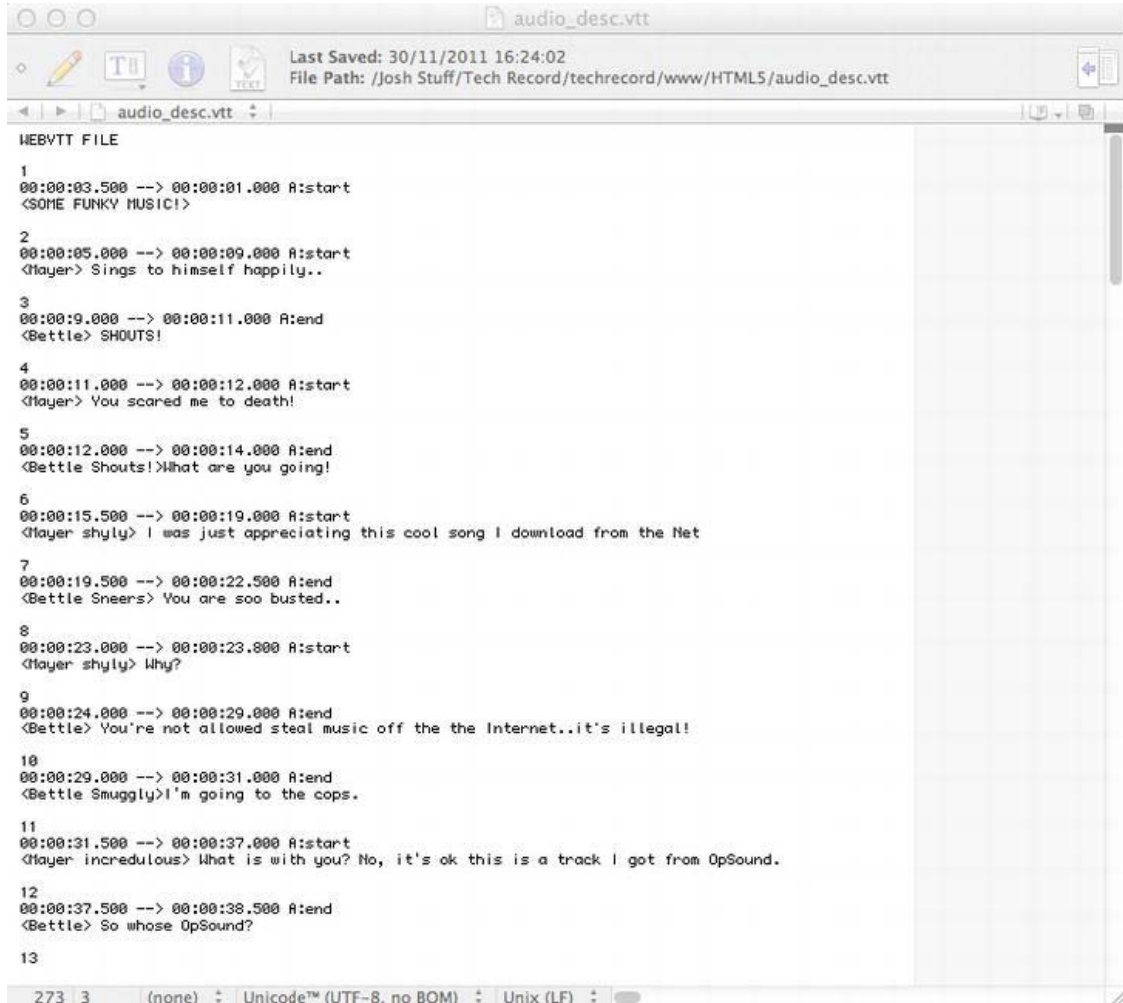 audio_desc.vtt
Last Saved: 30/11/2011 16:24:02
File Path: /Josh Stuff/Tech Record/techrecord/www/HTML5/audio_desc.vtt
TEXT
audio_desc.vtt
WEBVTT FILE
1
00:00:03.500 --> 00:00:01.000 A:start
<SOME FUNKY MUSIC!>
2
00:00:05.000 --> 00:00:09.000 A:start
<Mayer> Sings to himself happily..
3
00:00:9.000 --> 00:00:11.000 A:end
<Bettle> SHOUTS!
4
00:00:11.000 --> 00:00:12.000 A:start
<Mayer> You scared me to death!
5
00:00:12.000 --> 00:00:14.000 A:end
<Bettle Shouts!>What are you going!
6
00:00:15.500 --> 00:00:19.000 A:start
<Mayer shyly> I was just appreciating this cool song I download from the Net
7
00:00:19.500 --> 00:00:22.500 A:end
<Bettle Sneers> You are soo busted..
8
00:00:23.000 --> 00:00:23.800 A:start
<Mayer shyly> Why?
9
00:00:24.000 --> 00:00:29.000 A:end
<Bettle> You're not allowed steal music off the the Internet..it's illegal!
10
00:00:29.000 --> 00:00:31.000 A:end
<Bettle Smuggly>I'm going to the cops.
11
00:00:31.500 --> 00:00:37.000 A:start
<Mayer incredulous> What is with you? No, it's ok this is a track I got from OpSound.
12
00:00:37.500 --> 00:00:38.500 A:end
<Bettle> So whose OpSound?
13
273 3 (none) Unicode™ (UTF-8, no BOM) Unix (LF)